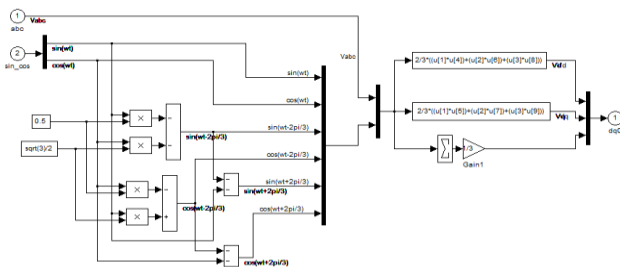 1
abc
Vabc
2
sin_cos
sin(wt)
cos(wt)
Vabc
sin(wt)
cos(wt)
sin(wt-2pi/3)
cos(wt-2pi/3)
sin(wt+2pi/3)
cos(wt+2pi/3)
0.5
sqrt(3)/2
×
×
×
×
−
−
−
+
−
−
−
−
sin(wt-2pi/3)
cos(wt-2pi/3)
sin(wt+2pi/3)
cos(wt+2pi/3)
2/3*((u[1]*u[4])+(u[2]*u[6])+(u[3]*u[8]))
2/3*((u[1]*u[5])+(u[2]*u[7])+(u[3]*u[9]))
∑
1/3
Gain1
1
dq0